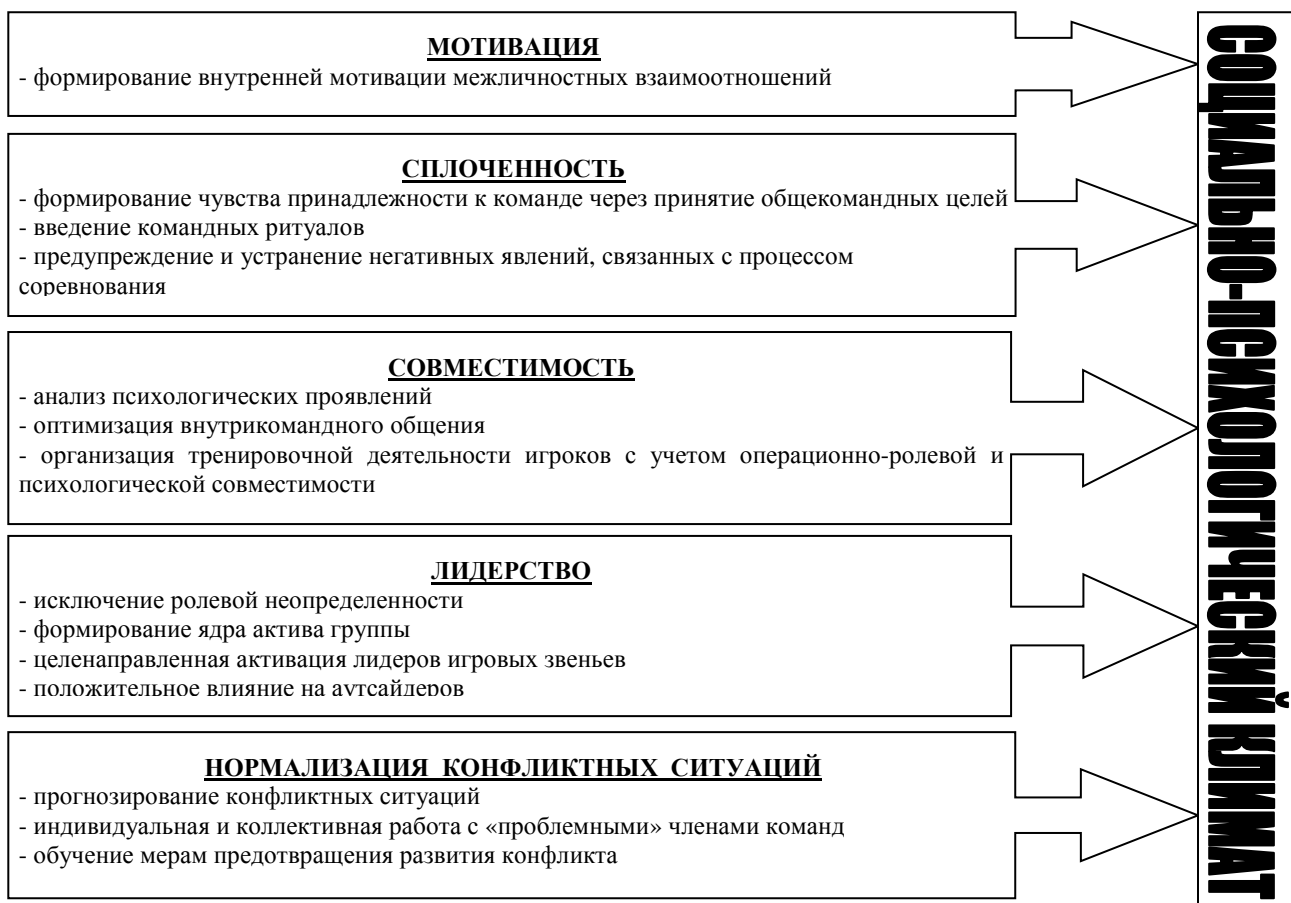 МОТИВАЦИЯ
- формирование внутренней мотивации межличностных взаимоотношений
СПЛОЧЕННОСТЬ
- формирование чувства принадлежности к команде через принятие общекомандных целей
- введение командных ритуалов
- предупреждение и устранение негативных явлений, связанных с процессом
соревнования
СОВМЕСТИМОСТЬ
- анализ психологических проявлений
- оптимизация внутрикомандного общения
- организация тренировочной деятельности игроков с учетом операционно-ролевой и
психологической совместимости
ЛИДЕРСТВО
- исключение ролевой неопределенности
- формирование ядра актива группы
- целенаправленная активация лидеров игровых звеньев
- положительное влияние на аутсайдеров
НОРМАЛИЗАЦИЯ КОНФЛИКТНЫХ СИТУАЦИЙ
- прогнозирование конфликтных ситуаций
- индивидуальная и коллективная работа с «проблемными» членами команд
- обучение мерам предотвращения развития конфликта
СОЦИАЛЬНО-ПСИХОЛОГИЧЕСКИЙ КЛИМАТ